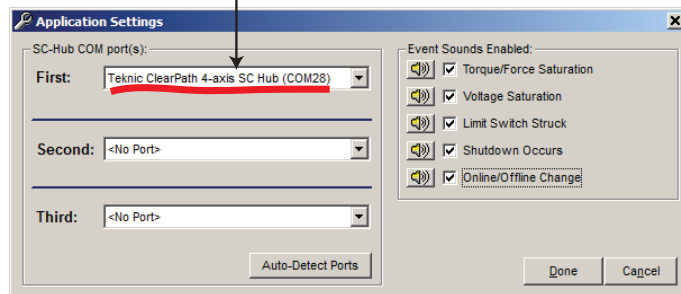 Application Settings
SC-Hub COM port(s):
First: Teknic ClearPath 4-axis SC Hub (COM28)
Second: <No Port>
Third: <No Port>
Auto-Detect Ports
Event Sounds Enabled:
Torque/Force Saturation
Voltage Saturation
Limit Switch Struck
Shutdown Occurs
Online/Offline Change
Done Cancel